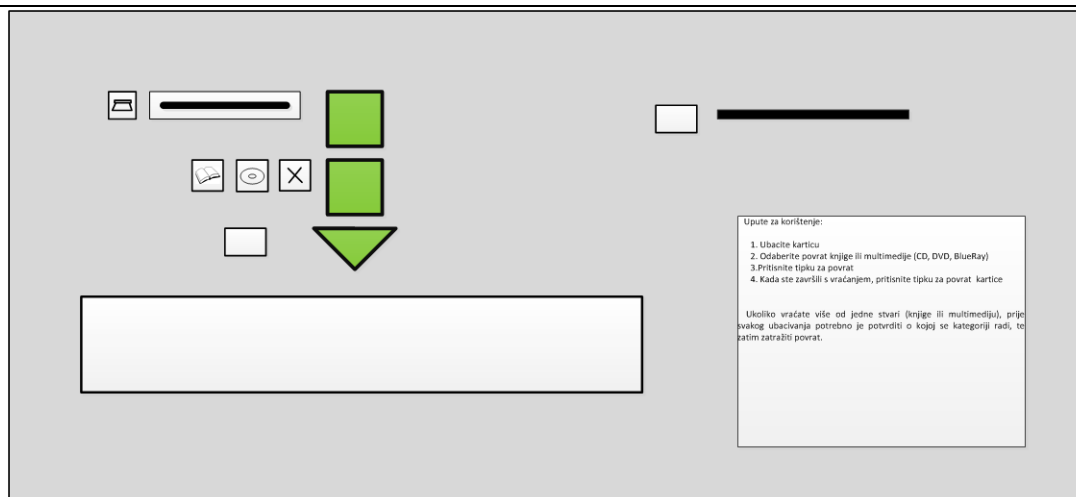 Upute za korištenje:
1. Ubacite karticu
2. Odaberite povrat knjige ili multimedije (CD, DVD, BlueRay)
3.Pritisnite tipku za povrat
4. Kada ste završili s vraćanjem, pritisnite tipku za povrat kartice
Ukoliko vraćate više od jedne stvari (knjige ili multimediju), prije
svakog ubacivanja potrebno je potvrditi o kojoj se kategoriji radi, te
zatim zatražiti povrat.